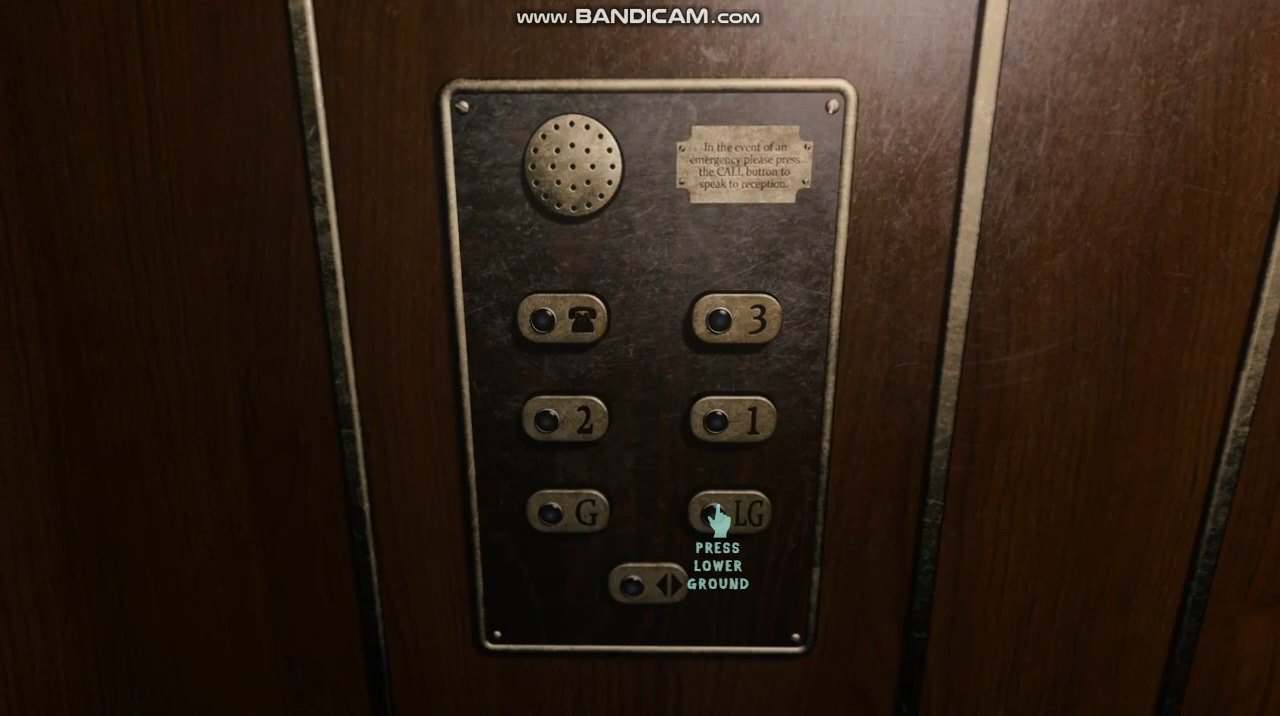 www.BANDICAM.com
In the event of an
emergency please press
the CALL button to
speak to reception.
3
2
1
G
LG
PRESS
LOWER
GROUND